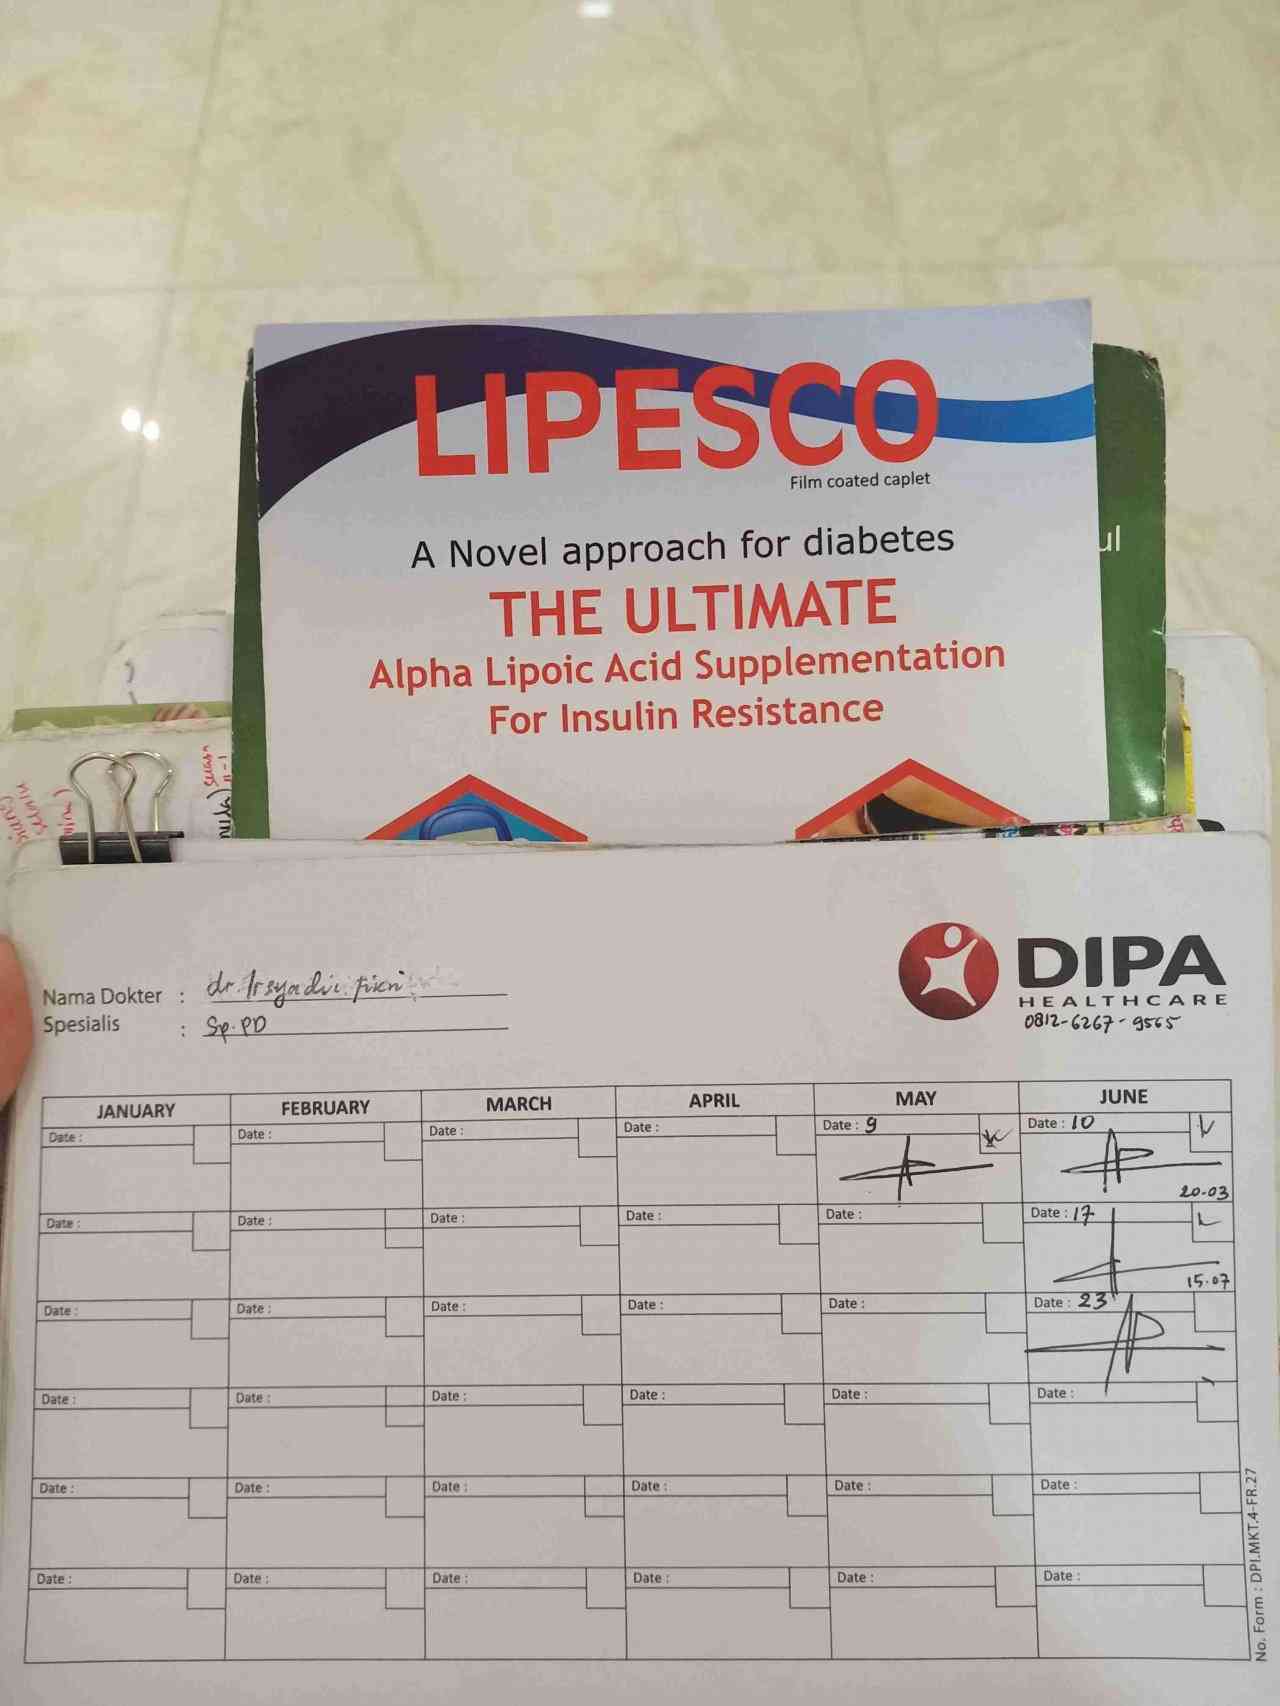 LIPESCO
Film coated caplet
A Novel approach for diabetes
THE ULTIMATE
Alpha Lipoic Acid Supplementation
For Insulin Resistance
ul
DIPA
HEALTHCARE
0812-6267-9565
Nama Dokter : dr. Irsyadil Fikri
Spesialis : Sp.PD
JANUARY FEBRUARY MARCH APRIL MAY JUNE
Date : Date : Date : Date : Date : 9 Date : 10
20.03
Date : Date : Date : Date : Date : Date : 17
15.07
Date : Date : Date : Date : Date : Date : 23
Date : Date : Date : Date : Date : Date :
Date : Date : Date : Date : Date : Date :
Date : Date : Date : Date : Date : Date :
No. Form : DPI.MKT.4-FR.27